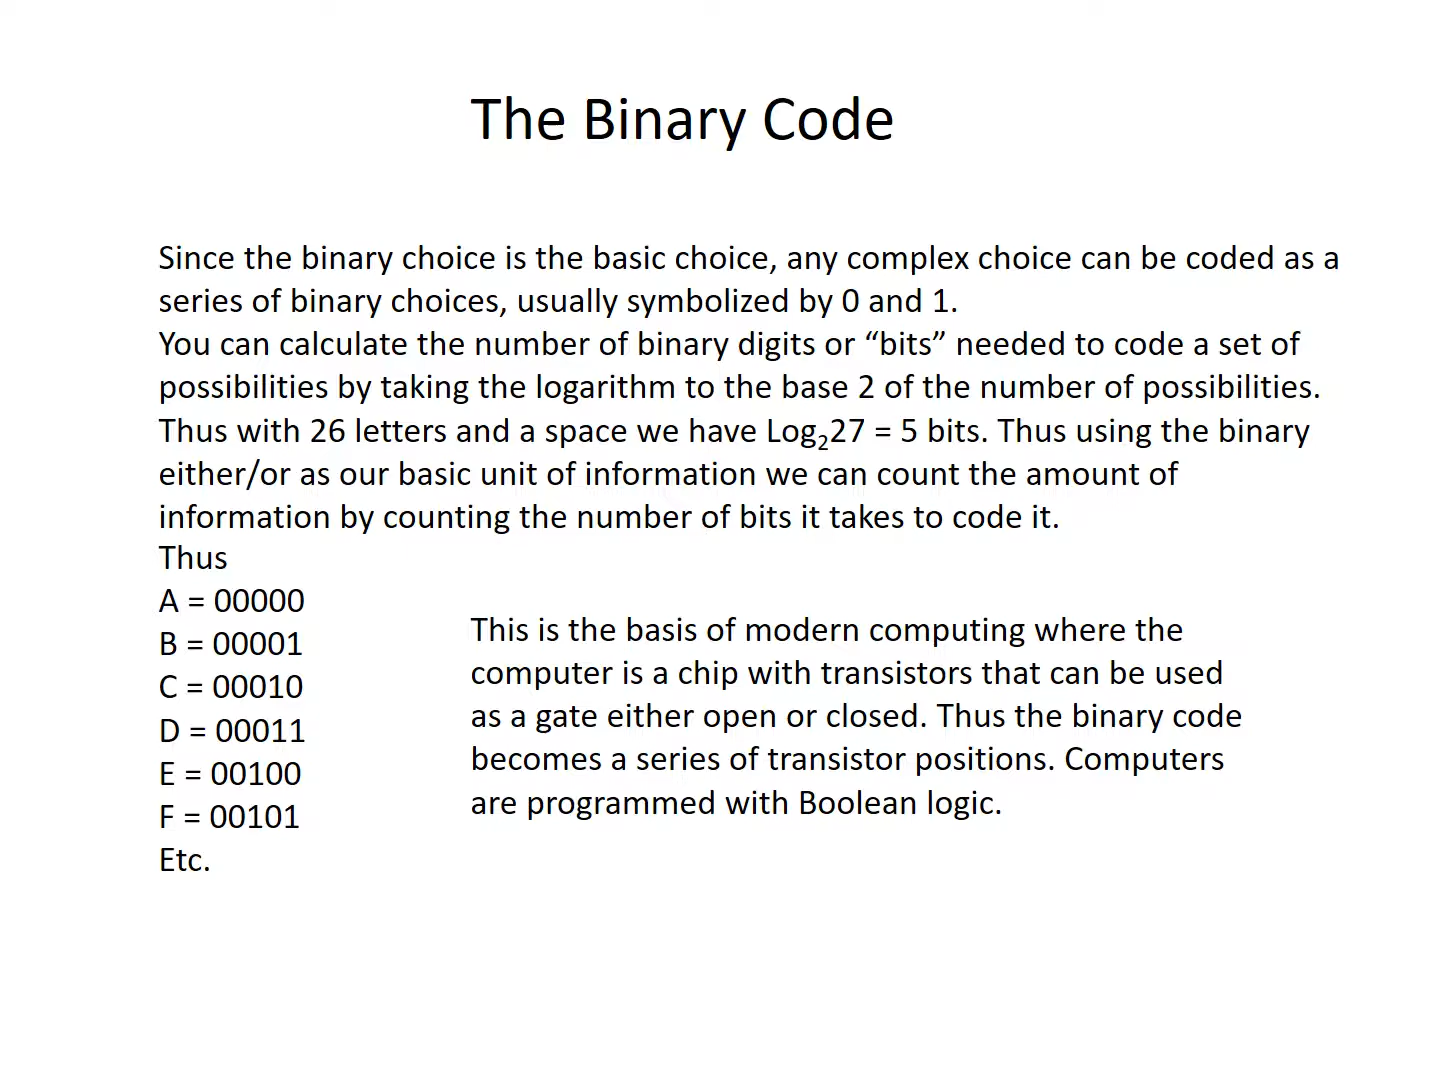 The Binary Code
Since the binary choice is the basic choice, any complex choice can be coded as a
series of binary choices, usually symbolized by 0 and 1.
You can calculate the number of binary digits or “bits” needed to code a set of
possibilities by taking the logarithm to the base 2 of the number of possibilities.
Thus with 26 letters and a space we have Log₂27 = 5 bits. Thus using the binary
either/or as our basic unit of information we can count the amount of
information by counting the number of bits it takes to code it.
Thus
A = 00000
B = 00001
C = 00010
D = 00011
E = 00100
F = 00101
Etc.
This is the basis of modern computing where the
computer is a chip with transistors that can be used
as a gate either open or closed. Thus the binary code
becomes a series of transistor positions. Computers
are programmed with Boolean logic.